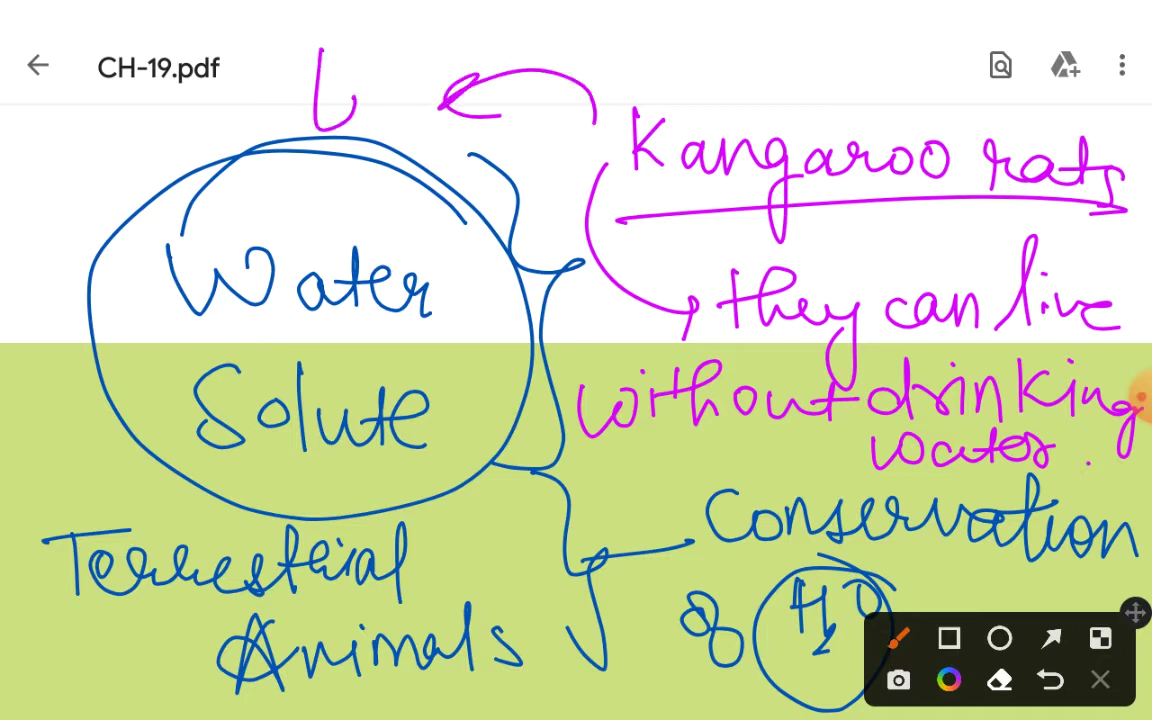 CH-19.pdf
Kangaroo rats
they can live
without drinking
water.
Water
Solute
Conservation
of H2O
Terrestrial
Animals